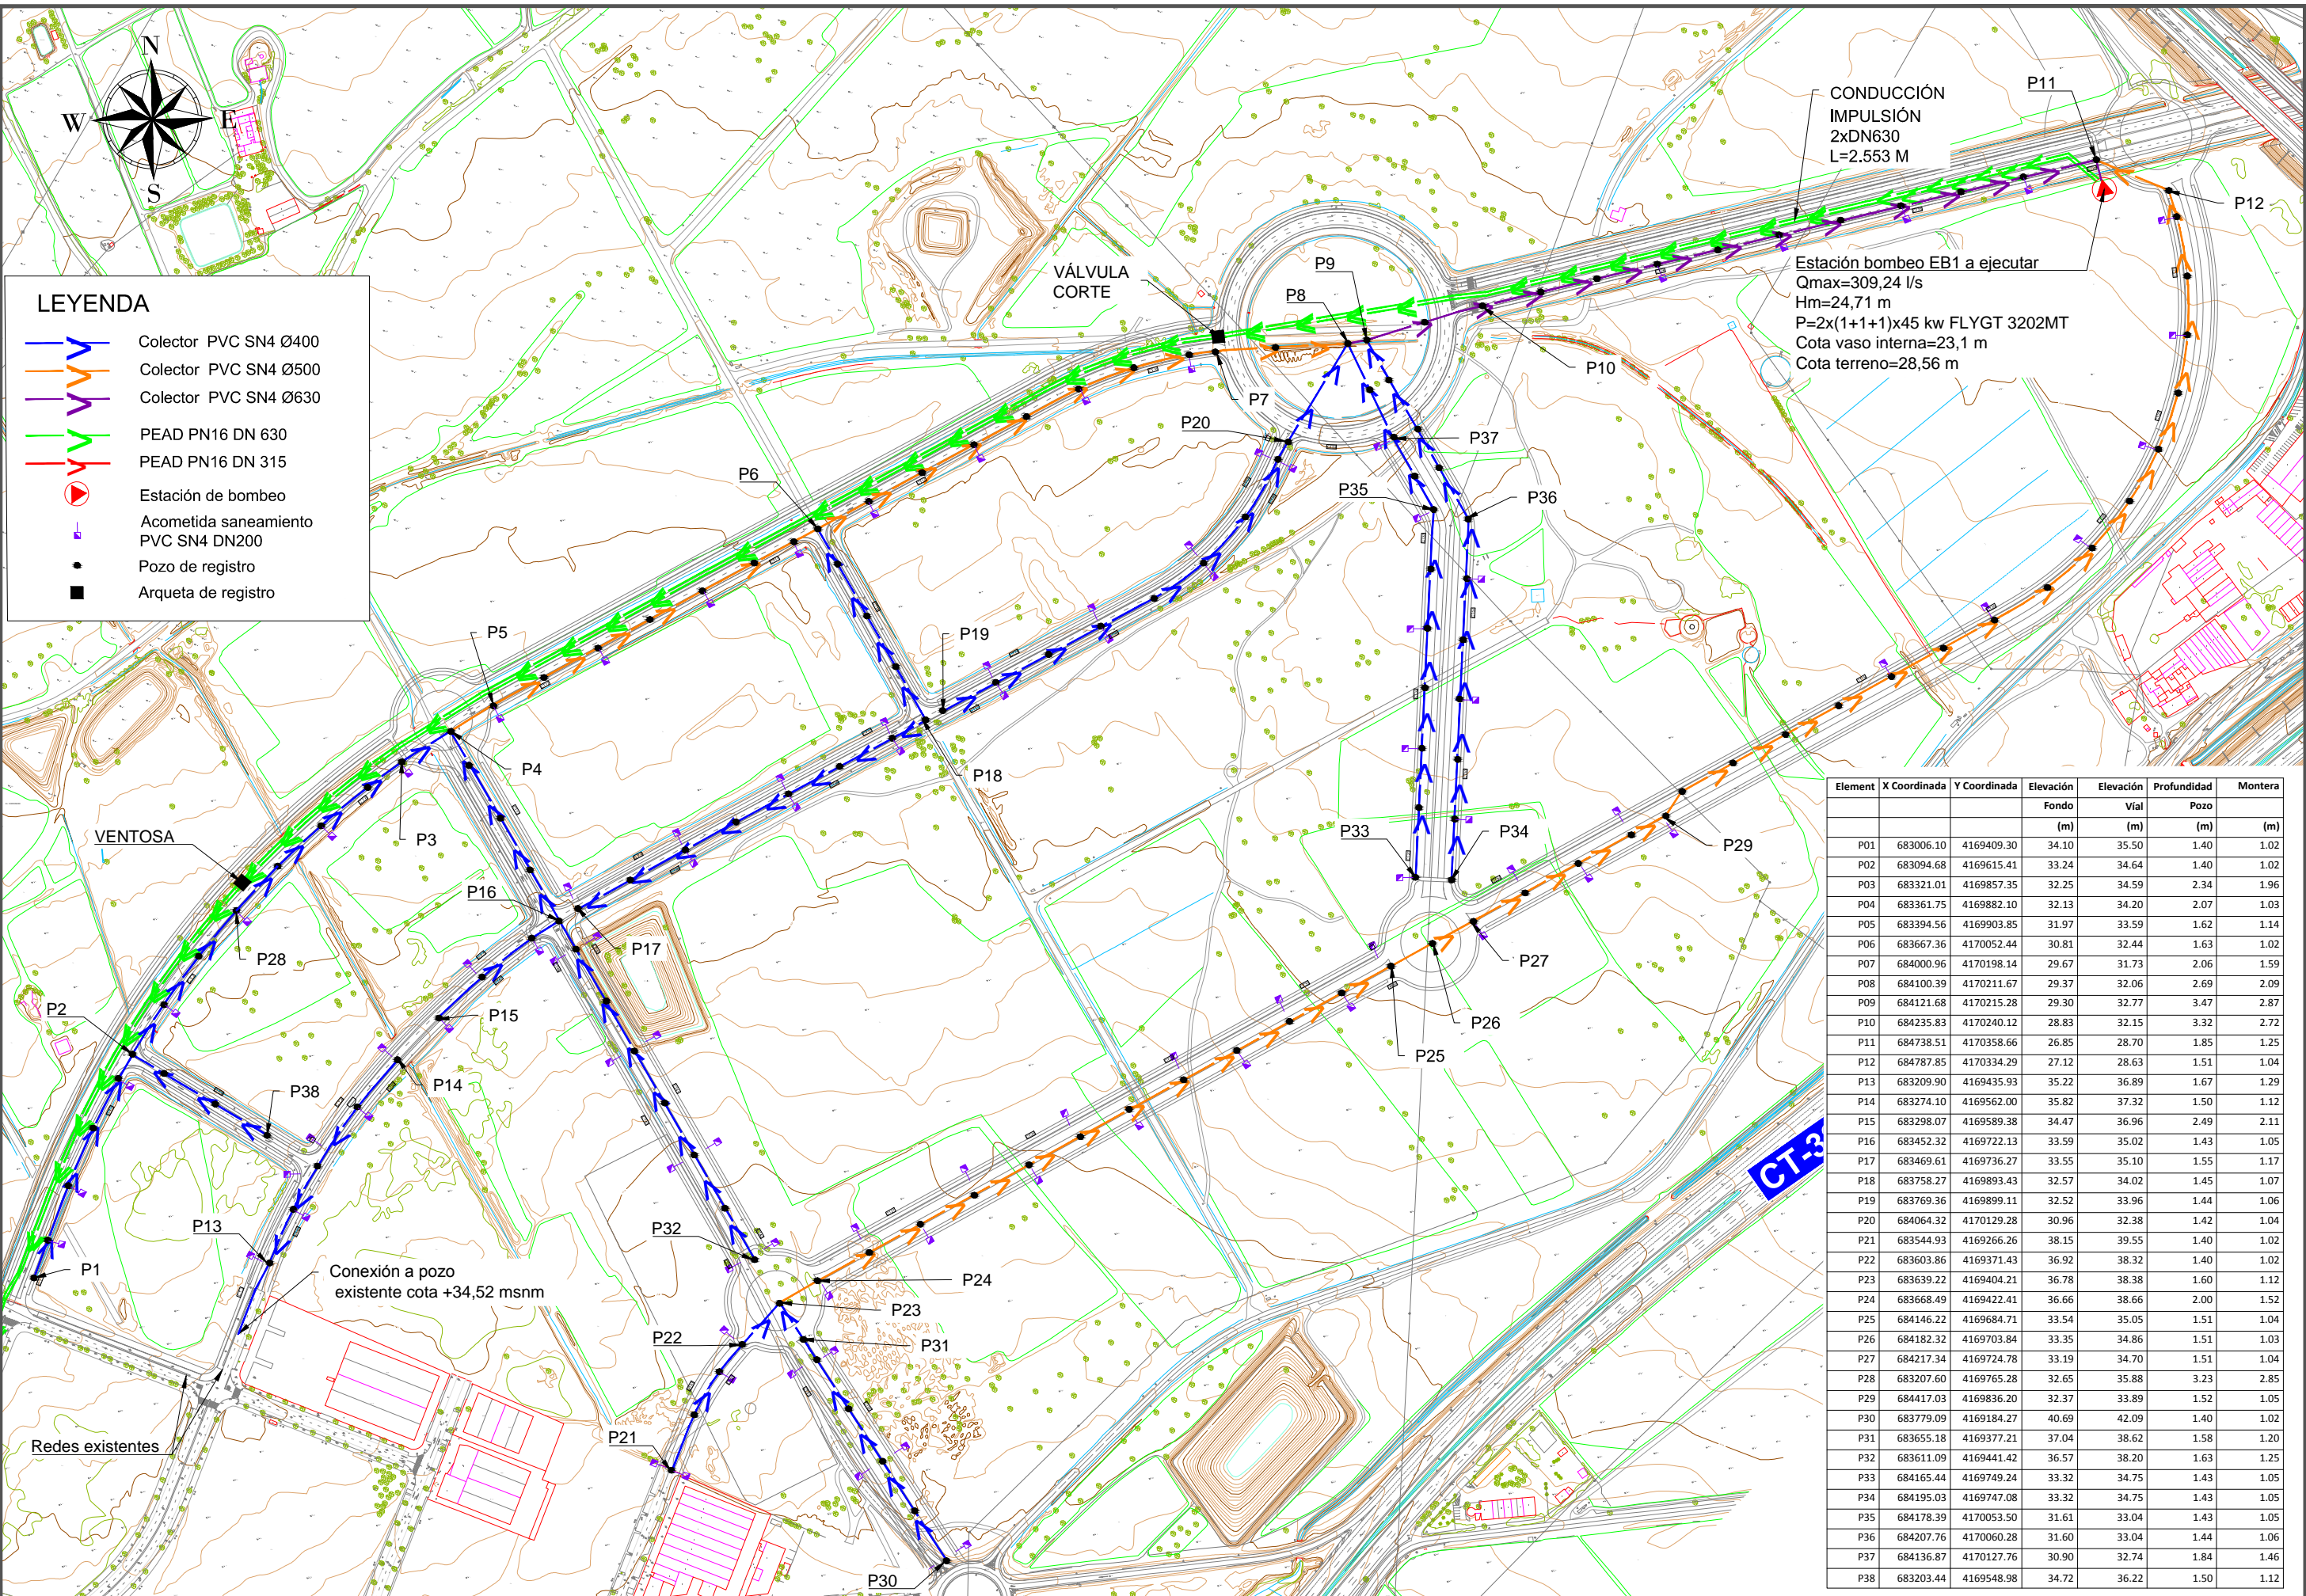 N
W
E
S
LEYENDA
Colector PVC SN4 Ø400
Colector PVC SN4 Ø500
Colector PVC SN4 Ø630
PEAD PN16 DN 630
PEAD PN16 DN 315
Estación de bombeo
Acometida saneamiento
PVC SN4 DN200
Pozo de registro
Arqueta de registro
CONDUCCIÓN
IMPULSIÓN
2xDN630
L=2.553 M
P11
P12
VÁLVULA
CORTE
P9
P8
Estación bombeo EB1 a ejecutar
Qmax=309,24 l/s
Hm=24,71 m
P=2x(1+1+1)x45 kw FLYGT 3202MT
Cota vaso interna=23,1 m
Cota terreno=28,56 m
P10
P7
P20
P37
P6
P35
P36
P5
P19
P4
P18
P3
VENTOSA
P33
P34
P29
P16
P17
P28
P27
P2
P15
P26
P25
P14
P38
P13
P32
P1
Conexión a pozo
existente cota +34,52 msnm
P24
P23
P22
P31
P21
Redes existentes
P30
CT-3
Element X Coordinada Y Coordinada Elevación Elevación Profundidad Montera
Fondo Víal Pozo
(m) (m) (m) (m)
P01 683006.10 4169409.30 34.10 35.50 1.40 1.02
P02 683094.68 4169615.41 33.24 34.64 1.40 1.02
P03 683321.01 4169857.35 32.25 34.59 2.34 1.96
P04 683361.75 4169882.10 32.13 34.20 2.07 1.03
P05 683394.56 4169903.85 31.97 33.59 1.62 1.14
P06 683667.36 4170052.44 30.81 32.44 1.63 1.02
P07 684000.96 4170198.14 29.67 31.73 2.06 1.59
P08 684100.39 4170211.67 29.37 32.06 2.69 2.09
P09 684121.68 4170215.28 29.30 32.77 3.47 2.87
P10 684235.83 4170240.12 28.83 32.15 3.32 2.72
P11 684738.51 4170358.66 26.85 28.70 1.85 1.25
P12 684787.85 4170334.29 27.12 28.63 1.51 1.04
P13 683209.90 4169435.93 35.22 36.89 1.67 1.29
P14 683274.10 4169562.00 35.82 37.32 1.50 1.12
P15 683298.07 4169589.38 34.47 36.96 2.49 2.11
P16 683452.32 4169722.13 33.59 35.02 1.43 1.05
P17 683469.61 4169736.27 33.55 35.10 1.55 1.17
P18 683758.27 4169893.43 32.57 34.02 1.45 1.07
P19 683769.36 4169899.11 32.52 33.96 1.44 1.06
P20 684064.32 4170129.28 30.96 32.38 1.42 1.04
P21 683544.93 4169266.26 38.15 39.55 1.40 1.02
P22 683603.86 4169371.43 36.92 38.32 1.40 1.02
P23 683639.22 4169404.21 36.78 38.38 1.60 1.12
P24 683668.49 4169422.41 36.66 38.66 2.00 1.52
P25 684146.22 4169684.71 33.54 35.05 1.51 1.04
P26 684182.32 4169703.84 33.35 34.86 1.51 1.03
P27 684217.34 4169724.78 33.19 34.70 1.51 1.04
P28 683207.60 4169765.28 32.65 35.88 3.23 2.85
P29 684417.03 4169836.20 32.37 33.89 1.52 1.05
P30 683779.09 4169184.27 40.69 42.09 1.40 1.02
P31 683655.18 4169377.21 37.04 38.62 1.58 1.20
P32 683611.09 4169441.42 36.57 38.20 1.63 1.25
P33 684165.44 4169749.24 33.32 34.75 1.43 1.05
P34 684195.03 4169747.08 33.32 34.75 1.43 1.05
P35 684178.39 4170053.50 31.61 33.04 1.43 1.05
P36 684207.76 4170060.28 31.60 33.04 1.44 1.06
P37 684136.87 4170127.76 30.90 32.74 1.84 1.46
P38 683203.44 4169548.98 34.72 36.22 1.50 1.12